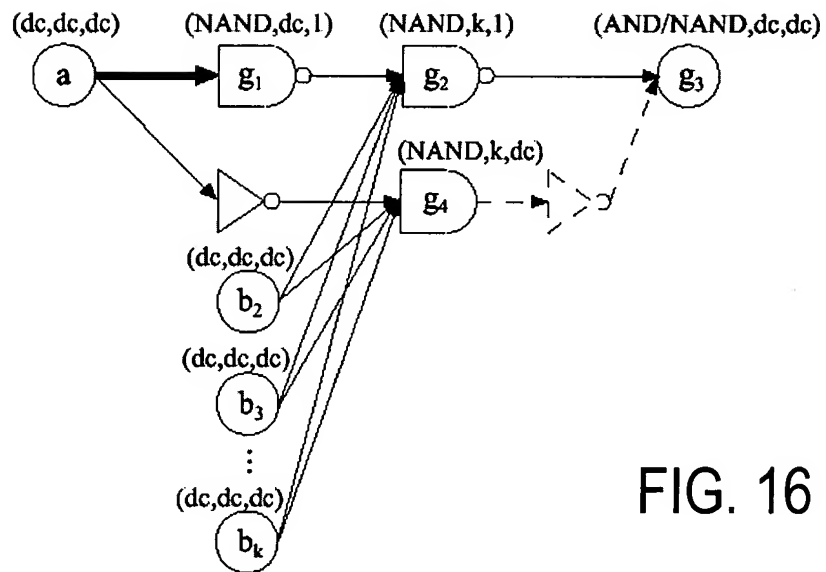 (dc,dc,dc) (NAND,dc,1) (NAND,k,1) (AND/NAND,dc,dc)
a g₁ g₂ g₃
(NAND,k,dc)
g₄
(dc,dc,dc)
b₂
(dc,dc,dc)
b₃
(dc,dc,dc)
bₖ
FIG. 16